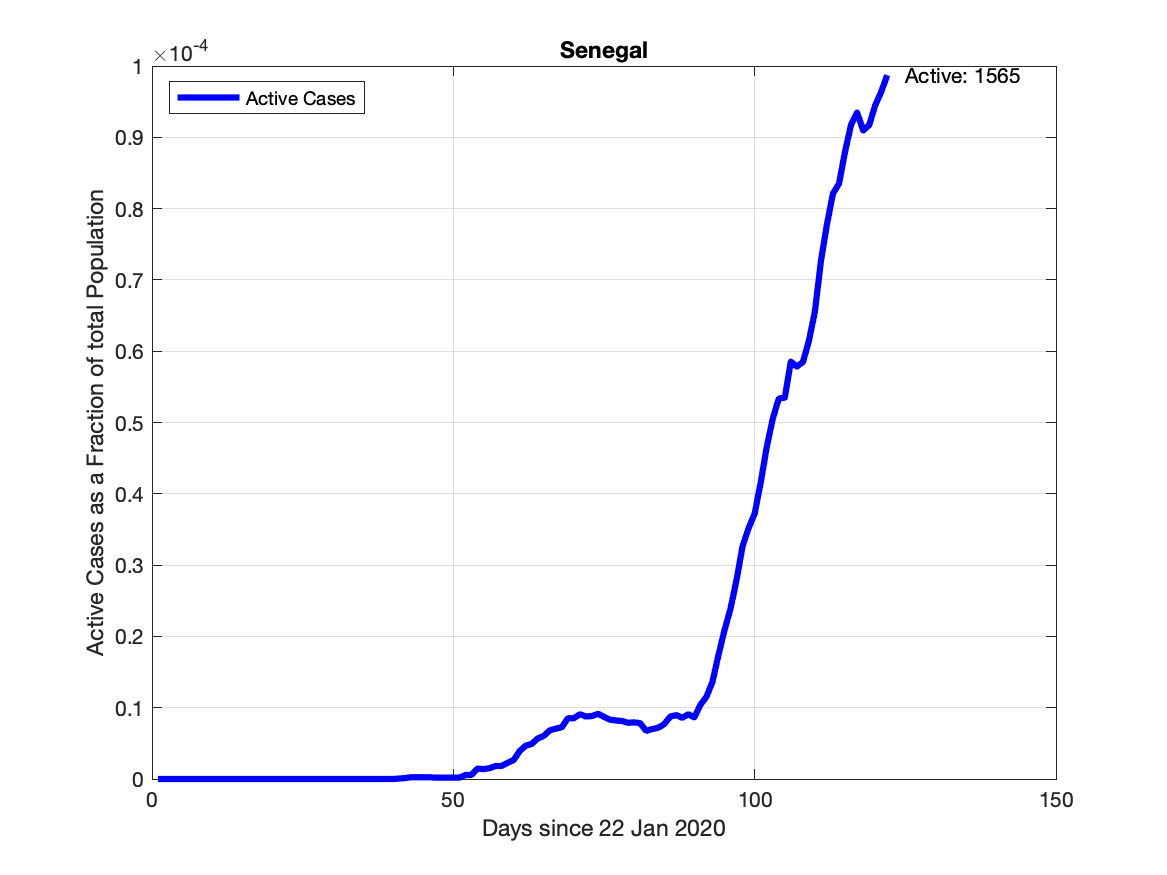 Senegal
×10-4
Active Cases
Active: 1565
1
0.9
0.8
0.7
0.6
0.5
0.4
0.3
0.2
0.1
0
Active Cases as a Fraction of total Population
0 50 100 150
Days since 22 Jan 2020